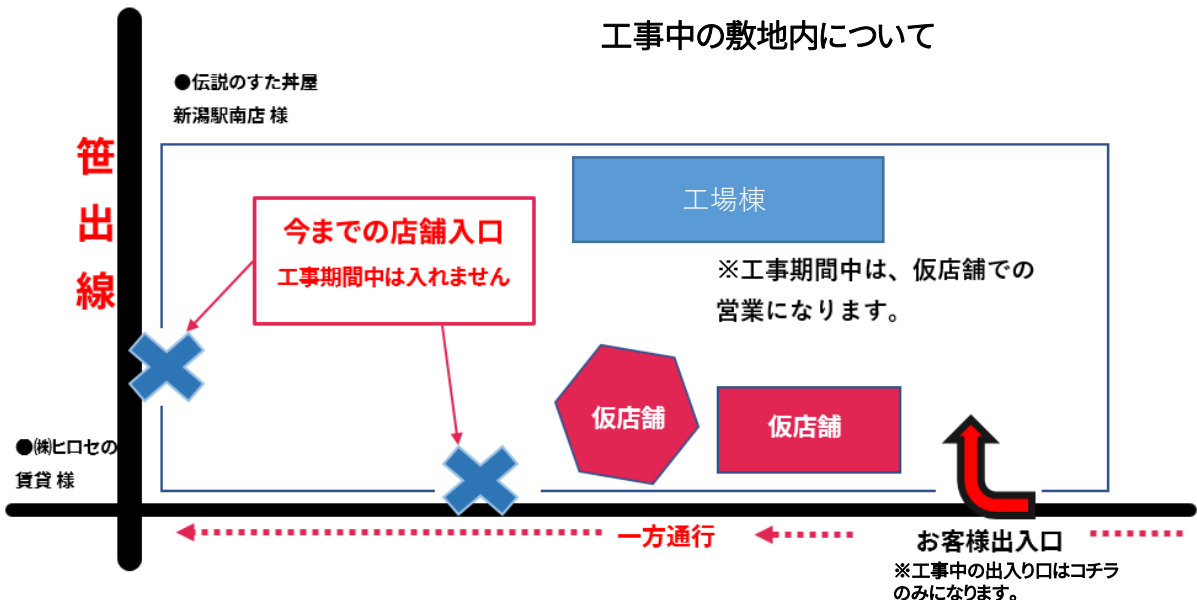 工事中の敷地内について
●伝説のすた丼屋
新潟駅南店 様
笹出線
工場棟
今までの店舗入口
工事期間中は入れません
※工事期間中は、仮店舗での
営業になります。
仮店舗
仮店舗
●㈱ヒロセの
賃貸 様
一方通行
お客様出入口
※工事中の出入り口はコチラ
のみになります。